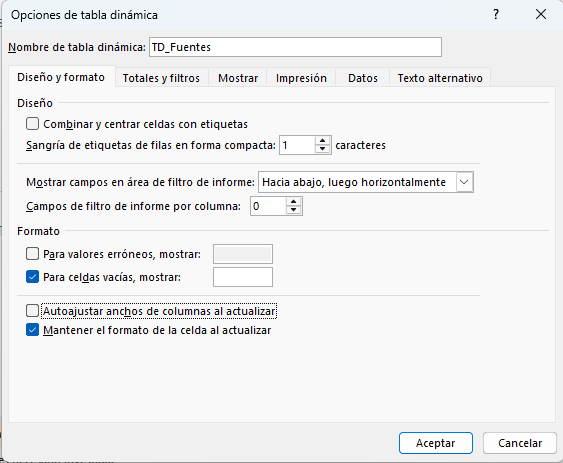 Opciones de tabla dinámica
Nombre de tabla dinámica: TD_Fuentes
Diseño y formato Totales y filtros Mostrar Impresión Datos Texto alternativo
Diseño
Combinar y centrar celdas con etiquetas
Sangría de etiquetas de filas en forma compacta: 1 caracteres
Mostrar campos en área de filtro de informe: Hacia abajo, luego horizontalmente
Campos de filtro de informe por columna: 0
Formato
Para valores erróneos, mostrar:
Para celdas vacías, mostrar:
Autoajustar anchos de columnas al actualizar
Mantener el formato de la celda al actualizar
Aceptar Cancelar